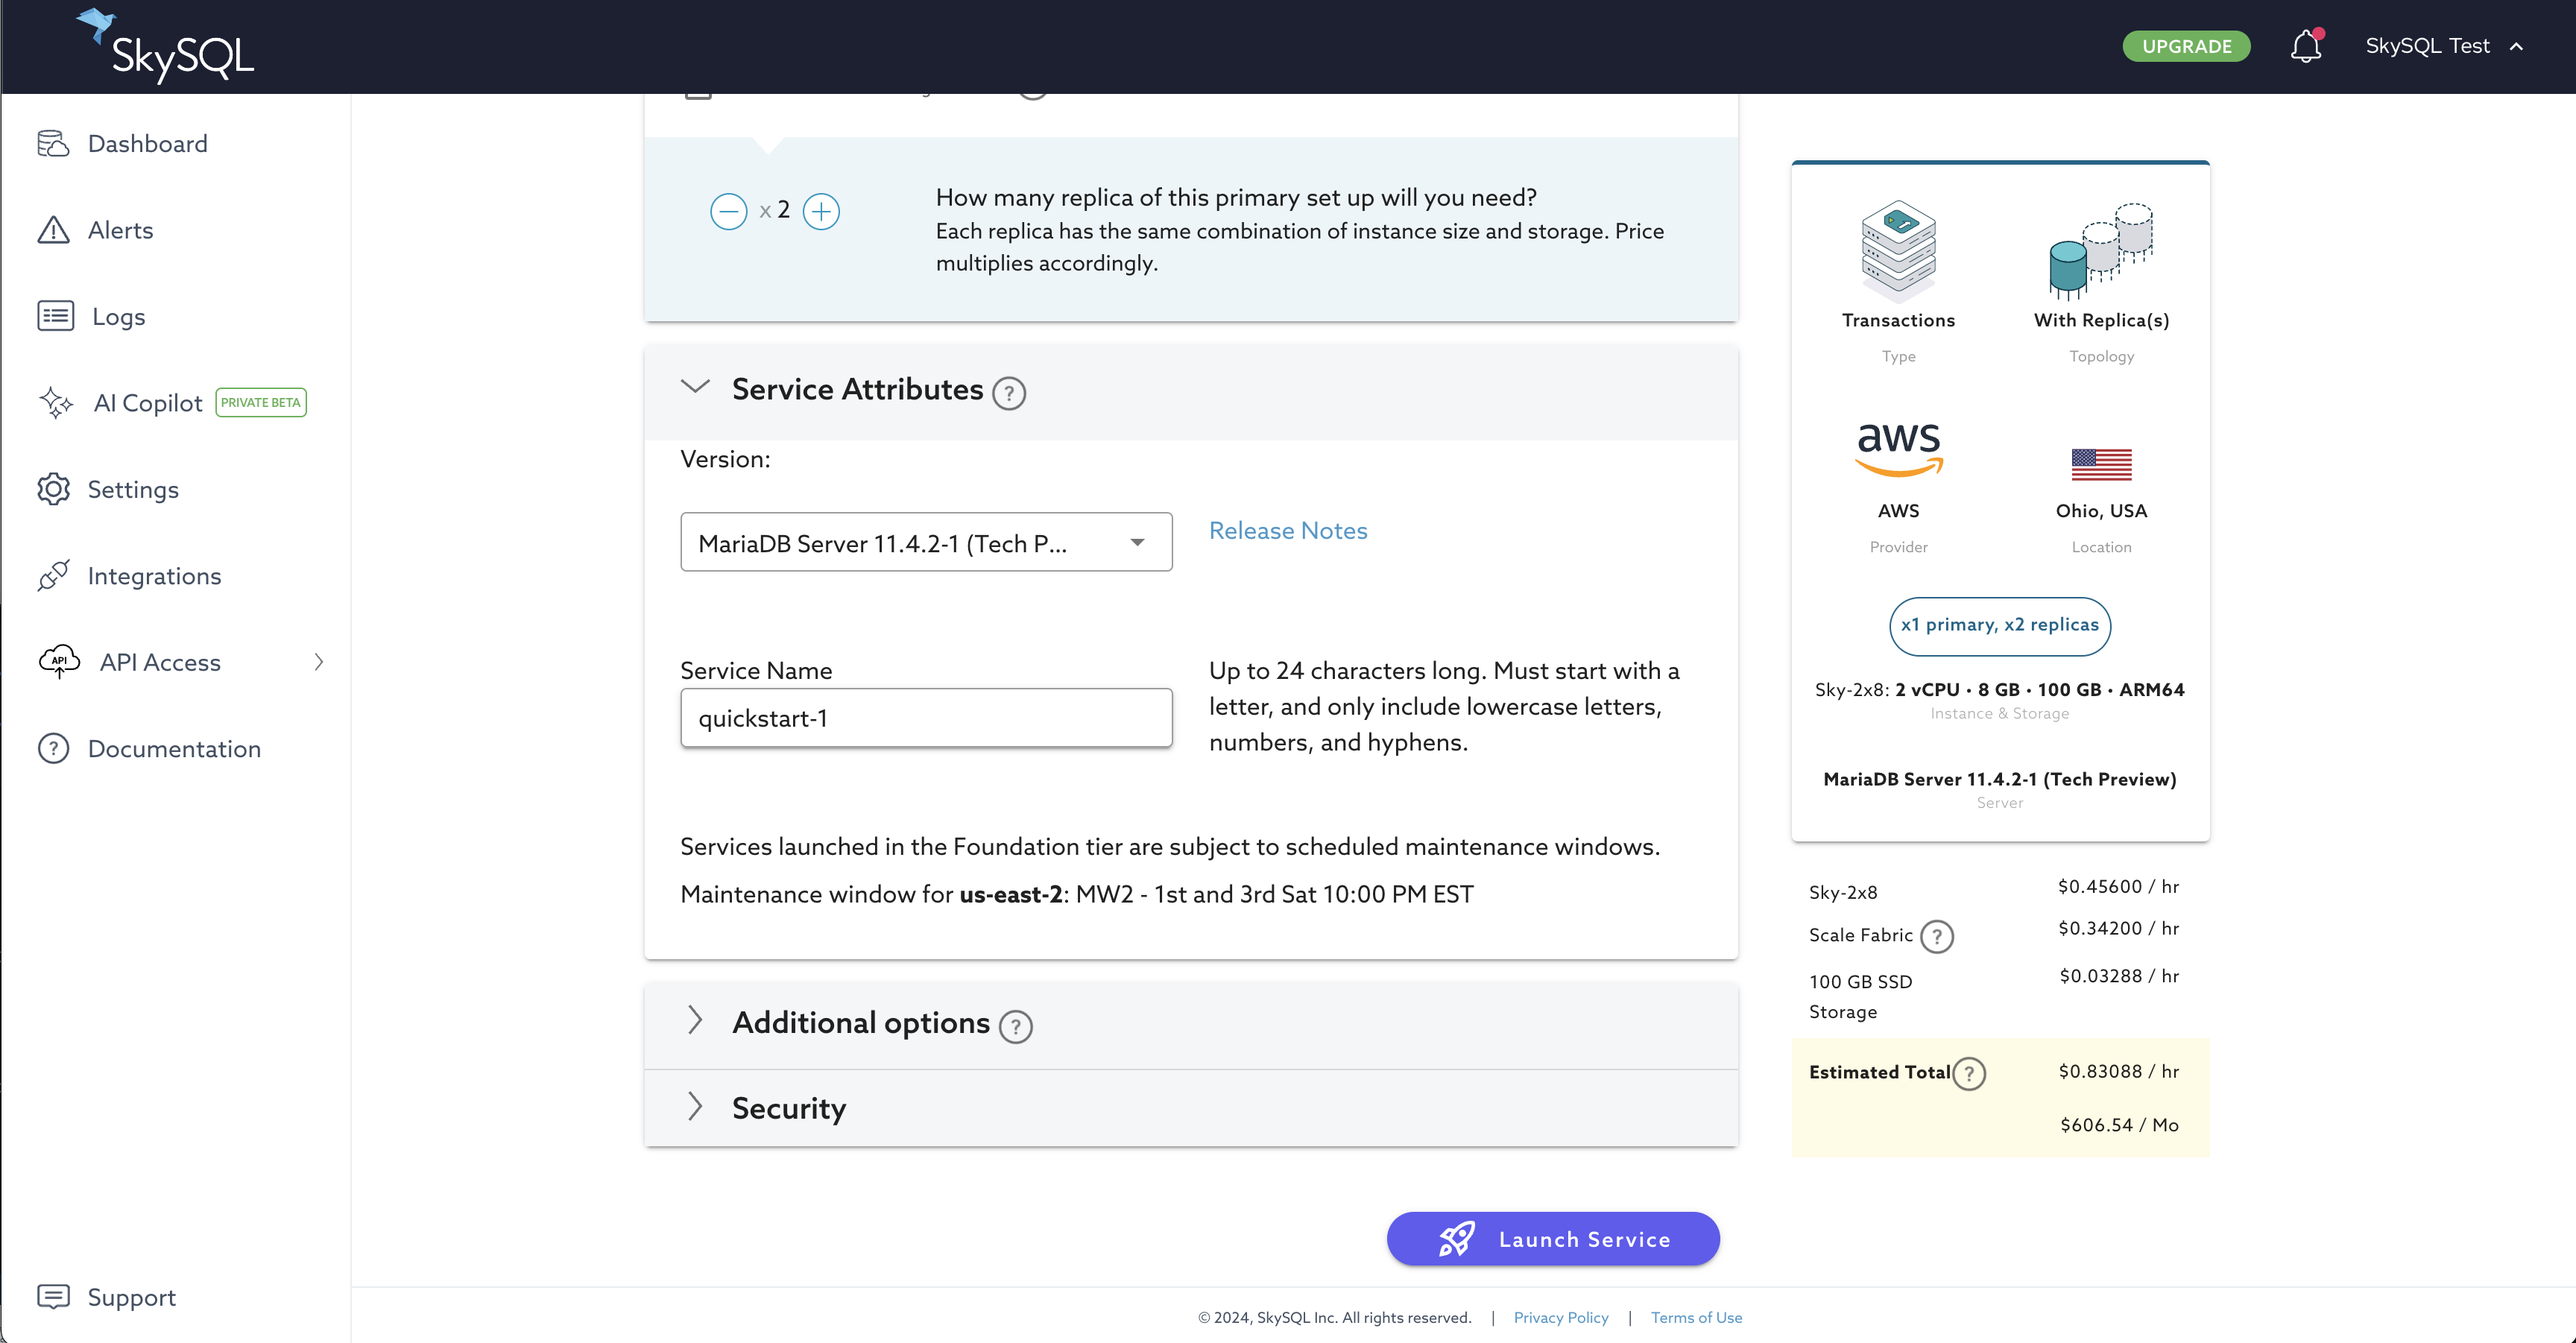 SkySQL
UPGRADE
SkySQL Test
Dashboard
Alerts
Logs
AI Copilot PRIVATE BETA
Settings
Integrations
API API Access
? Documentation
Support
x 2
How many replica of this primary set up will you need?
Each replica has the same combination of instance size and storage. Price
multiplies accordingly.
Service Attributes ?
Version:
MariaDB Server 11.4.2-1 (Tech P...
Release Notes
Service Name
quickstart-1
Up to 24 characters long. Must start with a
letter, and only include lowercase letters,
numbers, and hyphens.
Services launched in the Foundation tier are subject to scheduled maintenance windows.
Maintenance window for us-east-2: MW2 - 1st and 3rd Sat 10:00 PM EST
Additional options ?
Security
Launch Service
Transactions
Type
With Replica(s)
Topology
aws
AWS
Provider
Ohio, USA
Location
x1 primary, x2 replicas
Sky-2x8: 2 vCPU • 8 GB • 100 GB • ARM64
Instance & Storage
MariaDB Server 11.4.2-1 (Tech Preview)
Server
Sky-2x8 $0.45600 / hr
Scale Fabric ? $0.34200 / hr
100 GB SSD $0.03288 / hr
Storage
Estimated Total ? $0.83088 / hr
$606.54 / Mo
© 2024, SkySQL Inc. All rights reserved. | Privacy Policy | Terms of Use